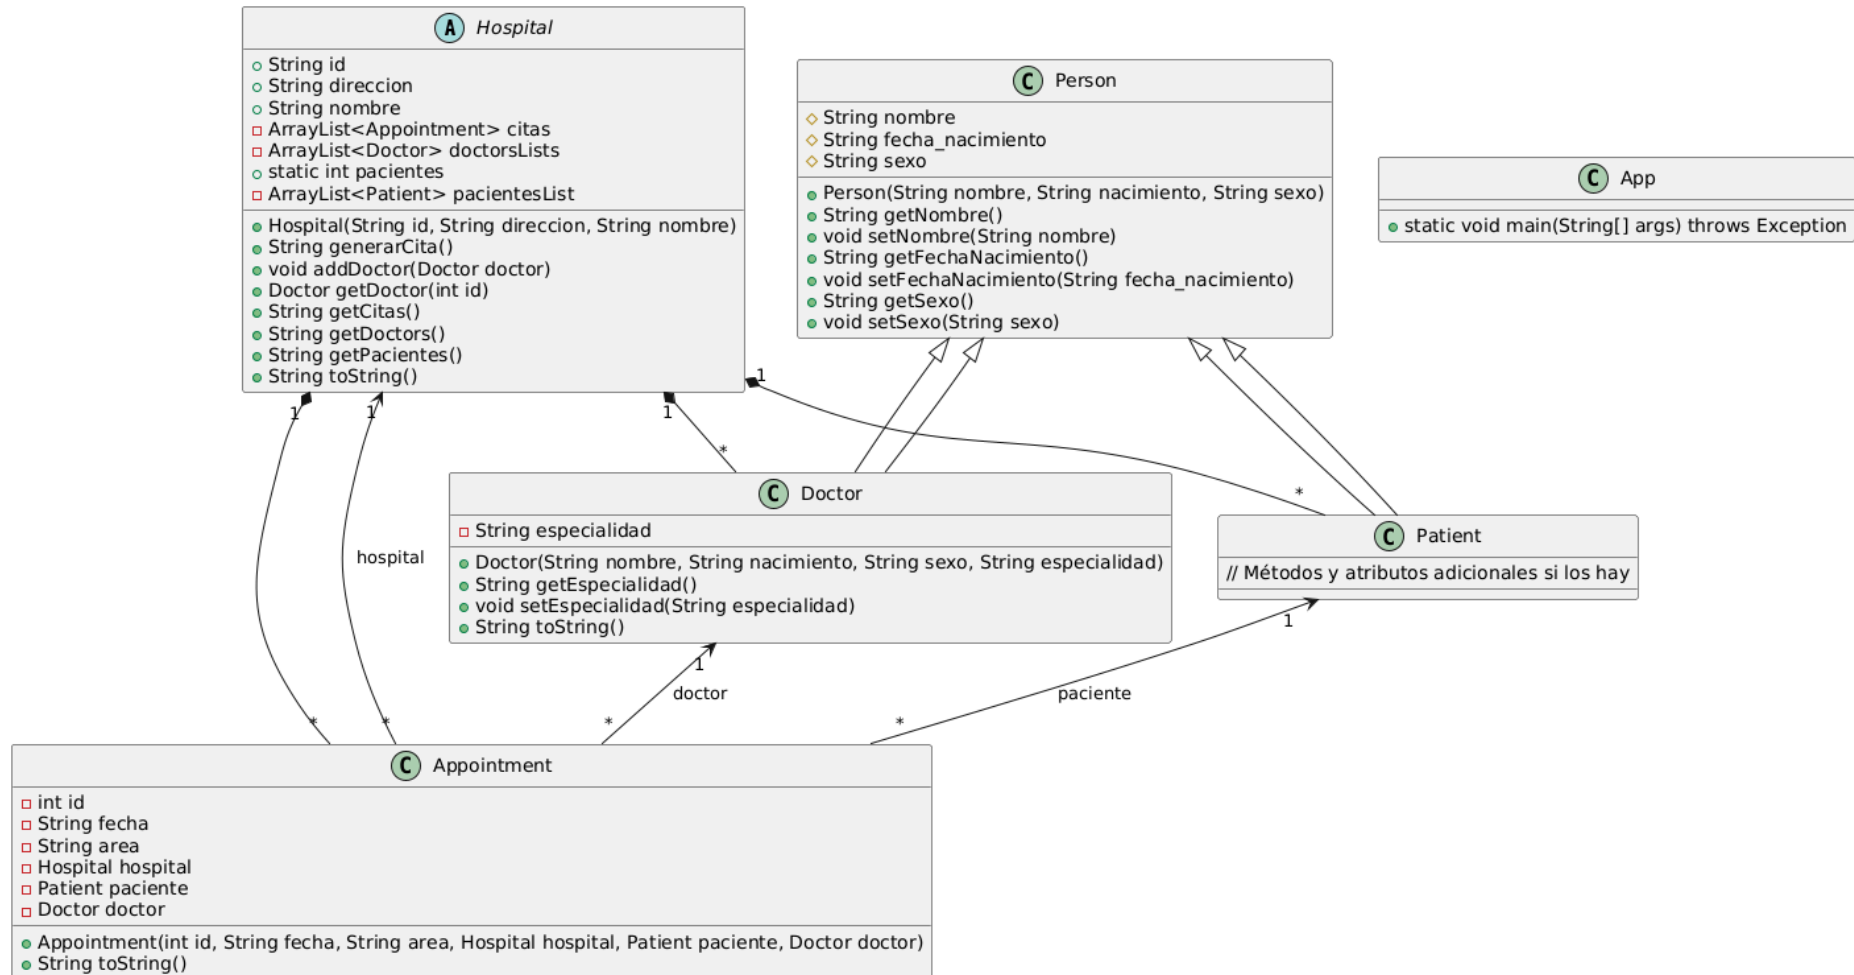 A Hospital
String id
String direccion
String nombre
ArrayList<Appointment> citas
ArrayList<Doctor> doctorsLists
static int pacientes
ArrayList<Patient> pacientesList
Hospital(String id, String direccion, String nombre)
String generarCita()
void addDoctor(Doctor doctor)
Doctor getDoctor(int id)
String getCitas()
String getDoctors()
String getPacientes()
String toString()
C Person
String nombre
String fecha_nacimiento
String sexo
Person(String nombre, String nacimiento, String sexo)
String getNombre()
void setNombre(String nombre)
String getFechaNacimiento()
void setFechaNacimiento(String fecha_nacimiento)
String getSexo()
void setSexo(String sexo)
C App
static void main(String[] args) throws Exception
1
1
1
1
*
*
hospital
C Doctor
String especialidad
Doctor(String nombre, String nacimiento, String sexo, String especialidad)
String getEspecialidad()
void setEspecialidad(String especialidad)
String toString()
C Patient
// Métodos y atributos adicionales si los hay
1
1
doctor
paciente
*
*
*
*
C Appointment
int id
String fecha
String area
Hospital hospital
Patient paciente
Doctor doctor
Appointment(int id, String fecha, String area, Hospital hospital, Patient paciente, Doctor doctor)
String toString()